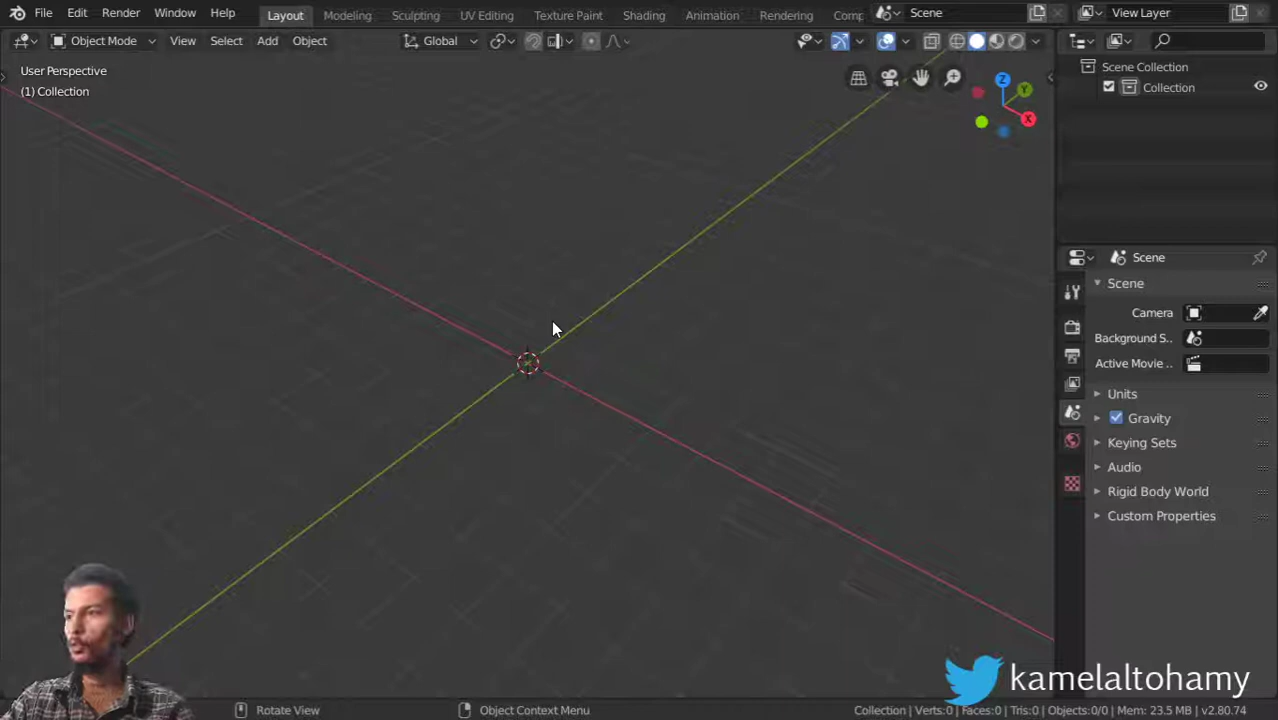 File Edit Render Window Help Layout Modeling Sculpting UV Editing Texture Paint Shading Animation Rendering Comp Scene View Layer
Object Mode View Select Add Object Global
User Perspective
(1) Collection
Z
Y
X
Scene Collection
Collection
Scene
Scene
Camera
Background S..
Active Movie ..
Units
Gravity
Keying Sets
Audio
Rigid Body World
Custom Properties
kamelaltohamy
Rotate View Object Context Menu Collection | Verts:0 | Faces:0 | Tris:0 | Objects:0/0 | Mem: 23.5 MB | v2.80.74